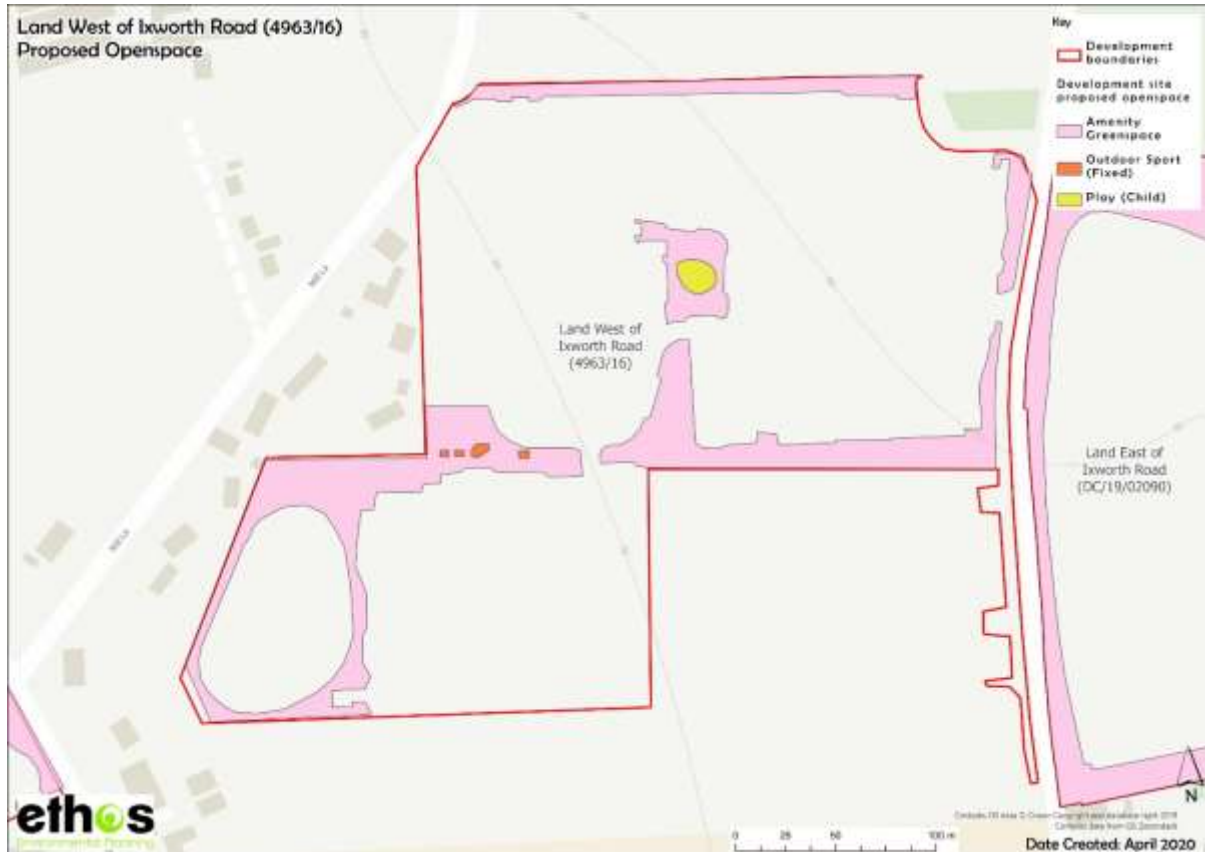 Land West of Ixworth Road (4963/16)
Proposed Openspace
Key
Development
boundaries
Development site
proposed openspace
Amenity
Greenspace
Outdoor Sport
(Fixed)
Play (Child)
Land West of
Ixworth Road
(4963/16)
Land East of
Ixworth Road
(DC/19/02090)
ethos
Environmental Planning
N
0 25 50 100 m
Date Created: April 2020